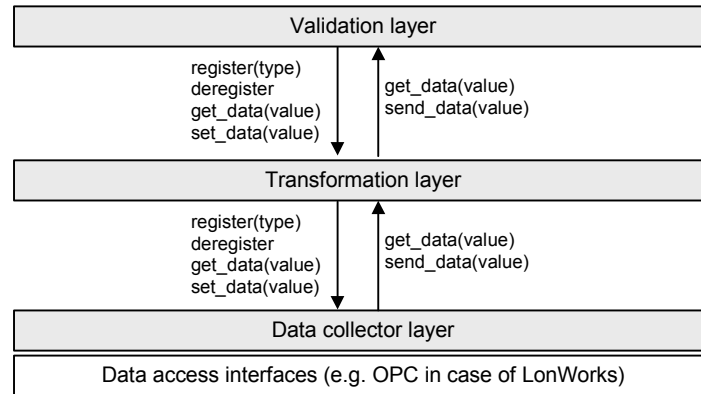 Validation layer
register(type)
deregister
get_data(value)
set_data(value)
get_data(value)
send_data(value)
Transformation layer
register(type)
deregister
get_data(value)
set_data(value)
get_data(value)
send_data(value)
Data collector layer
Data access interfaces (e.g. OPC in case of LonWorks)